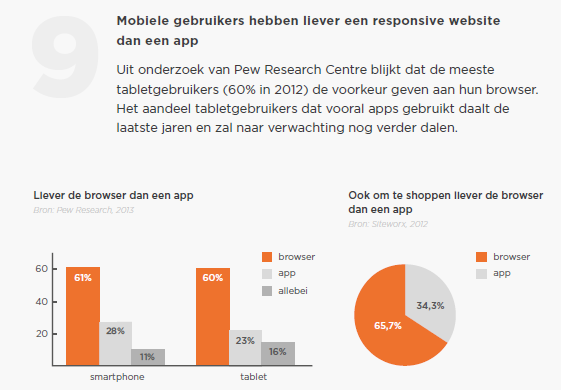 9
Mobiele gebruikers hebben liever een responsive website
dan een app
Uit onderzoek van Pew Research Centre blijkt dat de meeste
tabletgebruikers (60% in 2012) de voorkeur geven aan hun browser.
Het aandeel tabletgebruikers dat vooral apps gebruikt daalt de
laatste jaren en zal naar verwachting nog verder dalen.
Liever de browser dan een app
Bron: Pew Research, 2013
browser
app
allebei
60
40
20
61%
28%
11%
60%
23%
16%
smartphone
tablet
Ook om te shoppen liever de browser
dan een app
Bron: Siteworx, 2012
browser
app
34,3%
65,7%